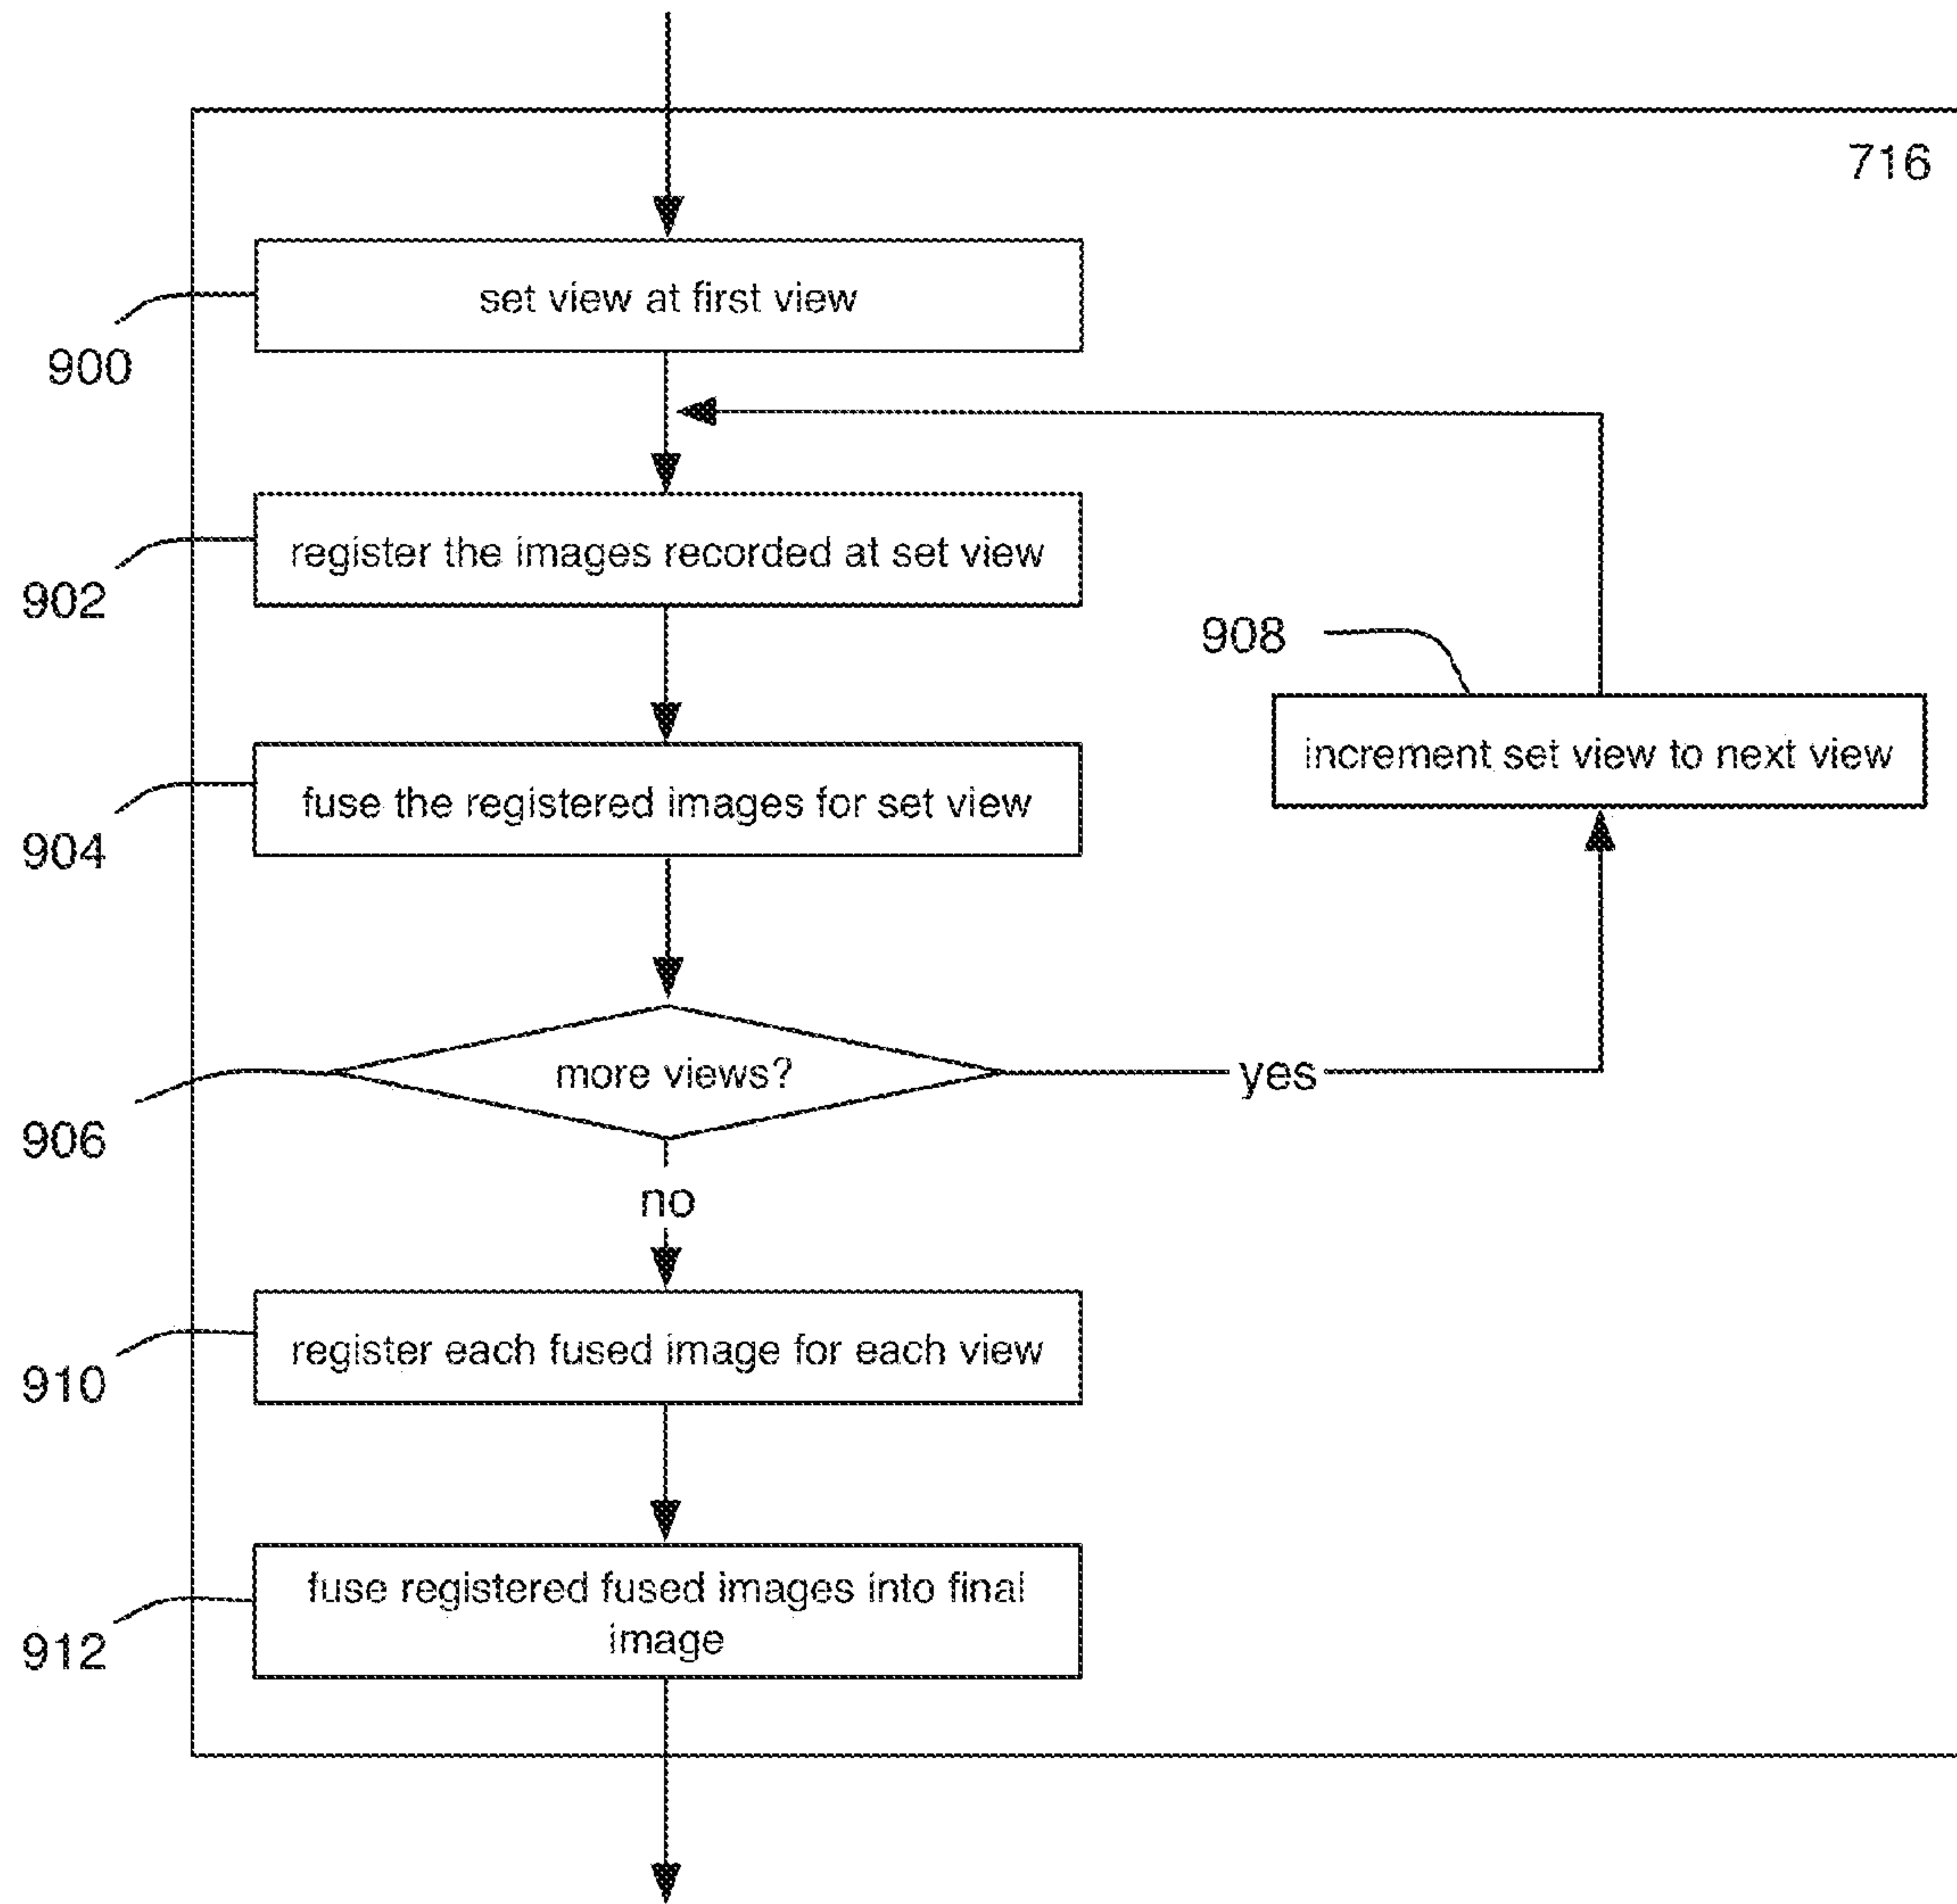 716
set view at first view
900
register the images recorded at set view
902
908
increment set view to next view
fuse the registered images for set view
904
more views?
yes
906
no
register each fused image for each view
910
fuse registered fused images into final
image
912